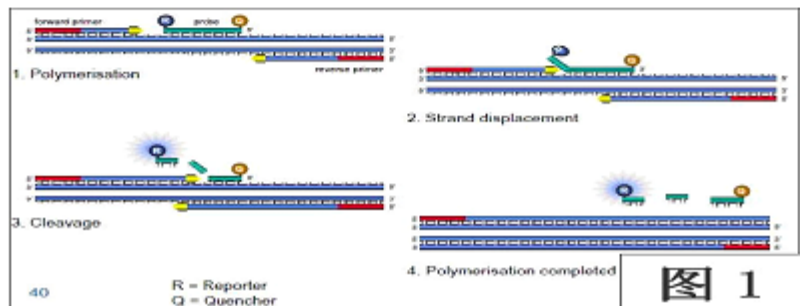 forward primer R probe Q
reverse primer
1. Polymerisation
R Q
2. Strand displacement
R Q
3. Cleavage
R Q
4. Polymerisation completed
40
R = Reporter
Q = Quencher
图 1